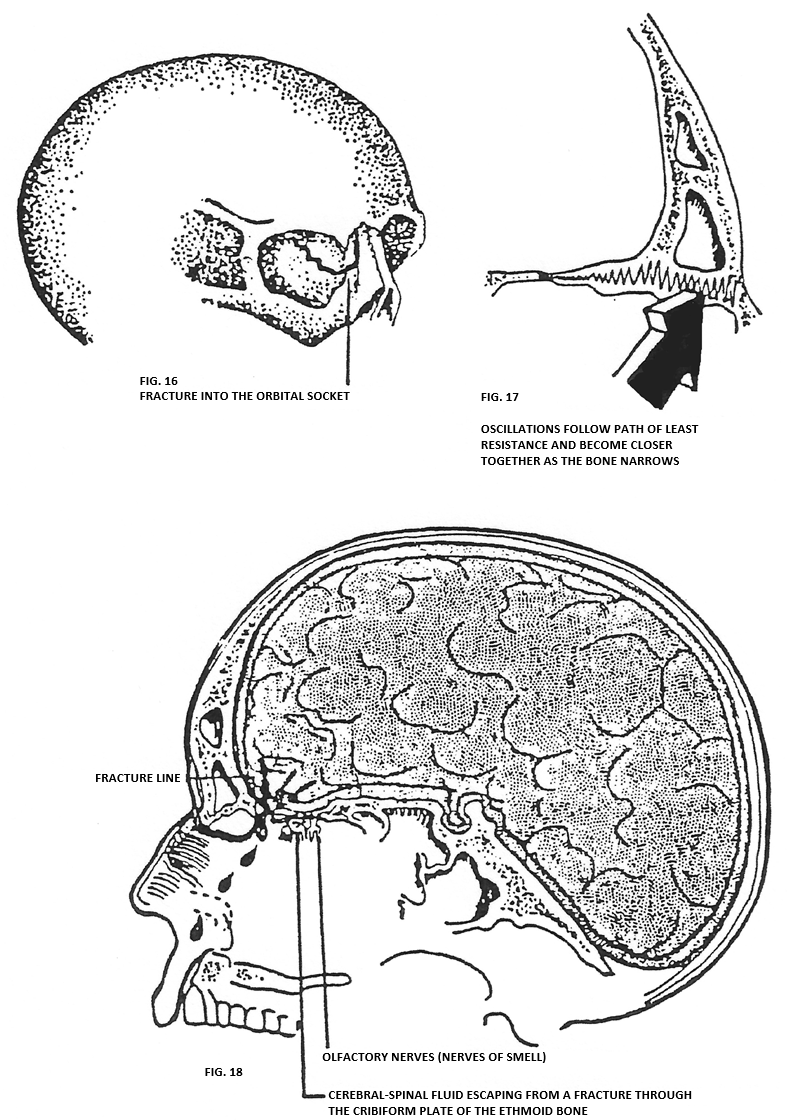 FIG. 16
FRACTURE INTO THE ORBITAL SOCKET
FIG. 17
OSCILLATIONS FOLLOW PATH OF LEAST
RESISTANCE AND BECOME CLOSER
TOGETHER AS THE BONE NARROWS
FRACTURE LINE
OLFACTORY NERVES (NERVES OF SMELL)
FIG. 18
CEREBRAL-SPINAL FLUID ESCAPING FROM A FRACTURE THROUGH
THE CRIBIFORM PLATE OF THE ETHMOID BONE